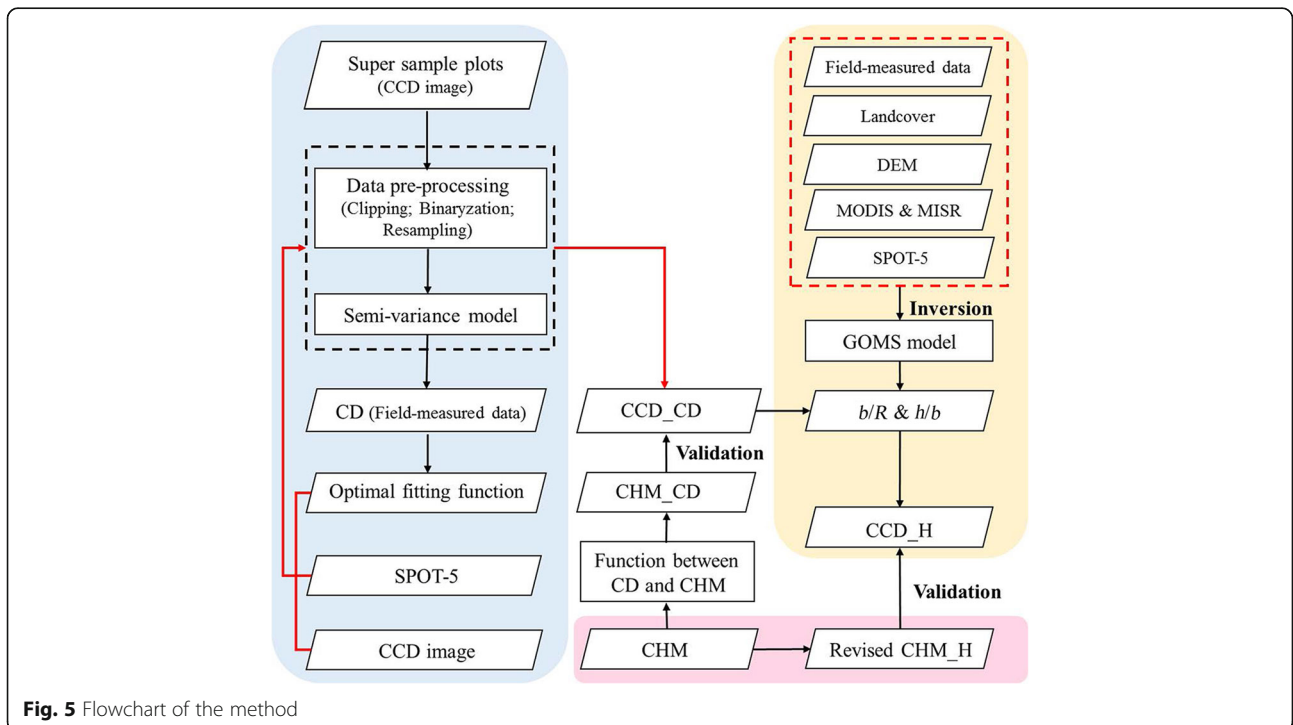 Super sample plots
(CCD image)
Data pre-processing
(Clipping; Binaryzation;
Resampling)
Semi-variance model
CD (Field-measured data)
Optimal fitting function
SPOT-5
CCD image
CCD_CD
Validation
CHM_CD
Function between
CD and CHM
CHM
Revised CHM_H
Field-measured data
Landcover
DEM
MODIS & MISR
SPOT-5
Inversion
GOMS model
b/R & h/b
CCD_H
Validation
Fig. 5 Flowchart of the method